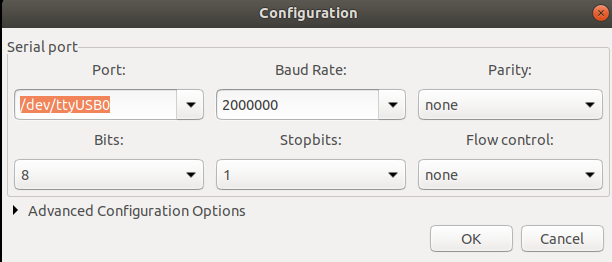 Configuration
Serial port
Port: Baud Rate: Parity:
/dev/ttyUSB0 2000000 none
Bits: Stopbits: Flow control:
8 1 none
Advanced Configuration Options
OK Cancel